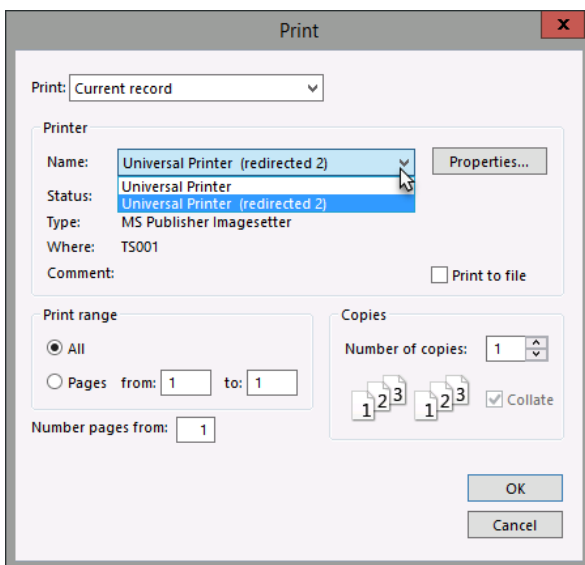 Print
x
Print: Current record
Printer
Name: Universal Printer (redirected 2) Properties...
Universal Printer
Status: Universal Printer (redirected 2)
Type: MS Publisher Imagesetter
Where: TS001
Comment: Print to file
Print range
All
Pages from: 1 to: 1
Number pages from: 1
Copies
Number of copies: 1
1 2 3 1 2 3 Collate
OK
Cancel